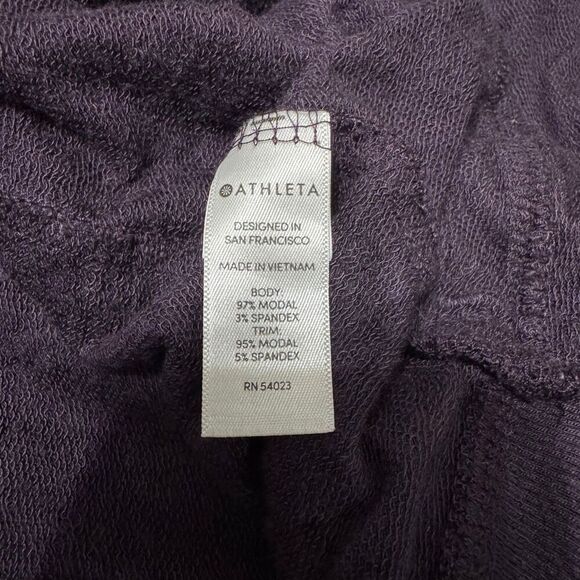 ATHLETA
DESIGNED IN
SAN FRANCISCO
MADE IN VIETNAM
BODY:
97% MODAL
3% SPANDEX
TRIM:
95% MODAL
5% SPANDEX
RN 54023